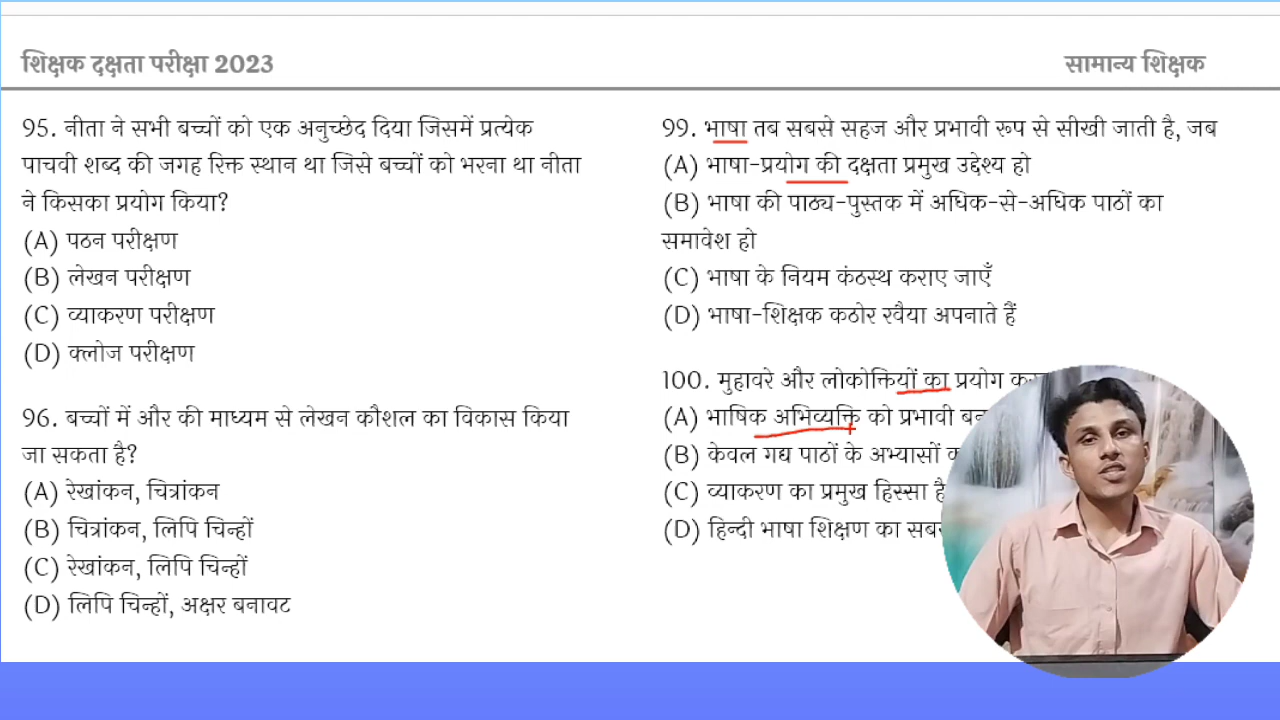 शिक्षक दक्षता परीक्षा 2023
सामान्य शिक्षक
95. नीता ने सभी बच्चों को एक अनुच्छेद दिया जिसमें प्रत्येक
पाचवी शब्द की जगह रिक्त स्थान था जिसे बच्चों को भरना था नीता
ने किसका प्रयोग किया?
(A) पठन परीक्षण
(B) लेखन परीक्षण
(C) व्याकरण परीक्षण
(D) क्लोज परीक्षण
96. बच्चों में और की माध्यम से लेखन कौशल का विकास किया
जा सकता है?
(A) रेखांकन, चित्रांकन
(B) चित्रांकन, लिपि चिन्हों
(C) रेखांकन, लिपि चिन्हों
(D) लिपि चिन्हों, अक्षर बनावट
99. भाषा तब सबसे सहज और प्रभावी रूप से सीखी जाती है, जब
(A) भाषा-प्रयोग की दक्षता प्रमुख उद्देश्य हो
(B) भाषा की पाठ्य-पुस्तक में अधिक-से-अधिक पाठों का
समावेश हो
(C) भाषा के नियम कंठस्थ कराए जाएँ
(D) भाषा-शिक्षक कठोर रवैया अपनाते हैं
100. मुहावरे और लोकोक्तियों का प्रयोग
(A) भाषिक अभिव्यक्ति को प्रभावी
(B) केवल गद्य पाठों के अभ्यासों
(C) व्याकरण का प्रमुख हिस्सा है
(D) हिन्दी भाषा शिक्षण का